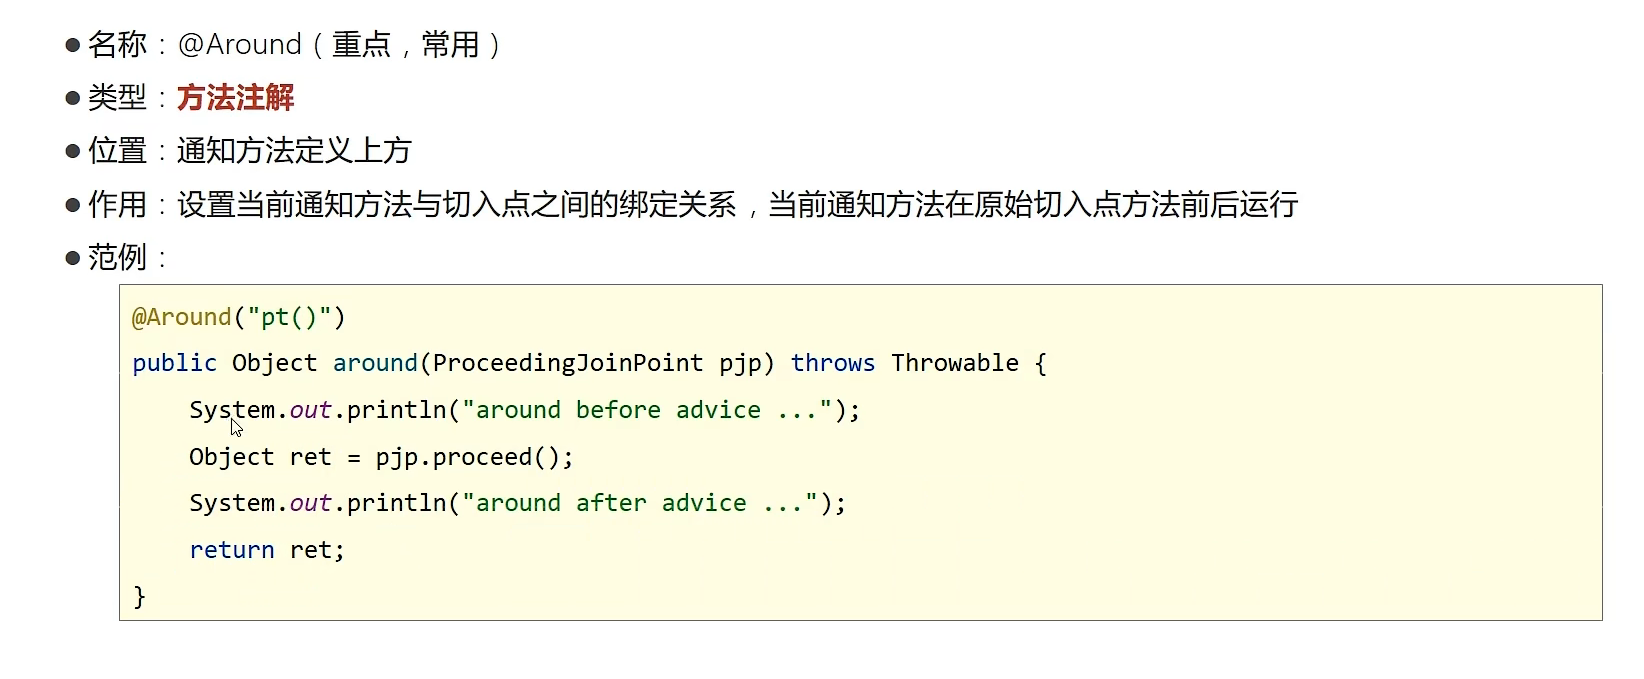 ● 名称：@Around（重点，常用）
● 类型：方法注解
● 位置：通知方法定义上方
● 作用：设置当前通知方法与切入点之间的绑定关系，当前通知方法在原始切入点方法前后运行
● 范例：
@Around("pt()")
public Object around(ProceedingJoinPoint pjp) throws Throwable {
    System.out.println("around before advice ...");
    Object ret = pjp.proceed();
    System.out.println("around after advice ...");
    return ret;
}